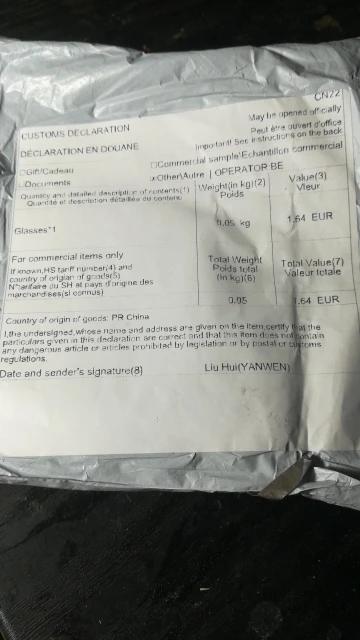 CN22
CUSTOMS DECLARATION
May be opened officially
DÉCLARATION EN DOUANE
Peut être ouvert d'office
Important! See instructions on the back
Gift/Cadeau
Commercial sample/Echantillon commercial
Documents
Other/Autre | OPERATOR:BE
Quantity and detailed description of contents(1)
Quantité et description détaillée du contenu
Weight(in kg)(2)
Poids
Value(3)
Vleur
Glasses*1
0.05 kg
1.64 EUR
For commercial items only
If known,HS tariff number(4) and
country of origian of goods(5)
N°tarifaire du SH et pays d'origine des
marchandises(si connus)
Total Weight
Poids total
(in kg)(6)
Total Value(7)
Valeur totale
0.05
1.64 EUR
Country of origin of goods: PR China
I,the undersigned,whose name and address are given on the item,certify that the
particulars given in this declaration are correct and that this item does not contain
any dangerous article or articles prohibited by legislation or by postal or customs
regulations.
Date and sender's signature(8)
Liu Hui(YANWEN)